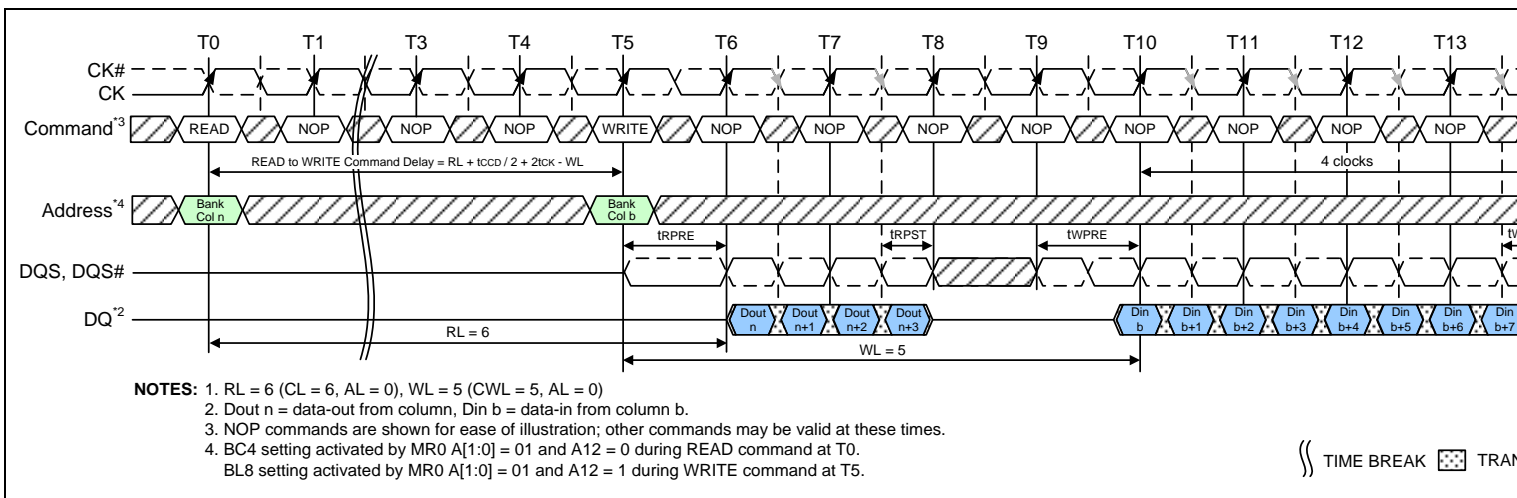 T0 T1 T3 T4 T5 T6 T7 T8 T9 T10 T11 T12 T13
CK#
CK
Command*3 READ NOP NOP NOP WRITE NOP NOP NOP NOP NOP NOP NOP NOP
READ to WRITE Command Delay = RL + tCCD / 2 + 2tCK - WL
4 clocks
Address*4 Bank Col n Bank Col b
tRPRE tRPST tWPRE tW
DQS, DQS#
DQ*2 Dout n Dout n+1 Dout n+2 Dout n+3 Din b Din b+1 Din b+2 Din b+3 Din b+4 Din b+5 Din b+6 Din b+7
RL = 6
WL = 5
NOTES: 1. RL = 6 (CL = 6, AL = 0), WL = 5 (CWL = 5, AL = 0)
2. Dout n = data-out from column, Din b = data-in from column b.
3. NOP commands are shown for ease of illustration; other commands may be valid at these times.
4. BC4 setting activated by MR0 A[1:0] = 01 and A12 = 0 during READ command at T0.
BL8 setting activated by MR0 A[1:0] = 01 and A12 = 1 during WRITE command at T5.
TIME BREAK TRAN